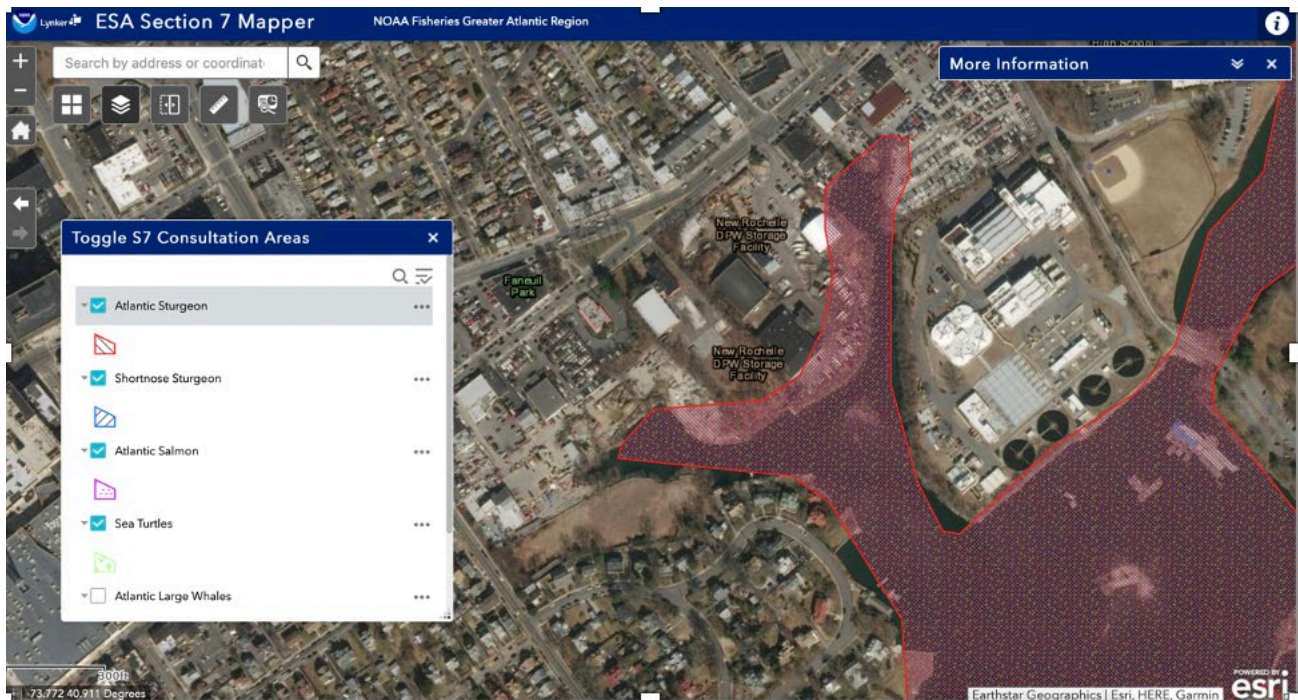 Lynker
ESA Section 7 Mapper
NOAA Fisheries Greater Atlantic Region
i
High School
+
Search by address or coordinat
−
More Information
New Rochelle
DPW Storage
Facility
Toggle S7 Consultation Areas
Faneuil
Park
Atlantic Sturgeon
Shortnose Sturgeon
New Rochelle
DPW Storage
Facility
Atlantic Salmon
Sea Turtles
Atlantic Large Whales
300ft
-73.772 40.911 Degrees
POWERED BY
esri
Earthstar Geographics | Esri, HERE, Garmin